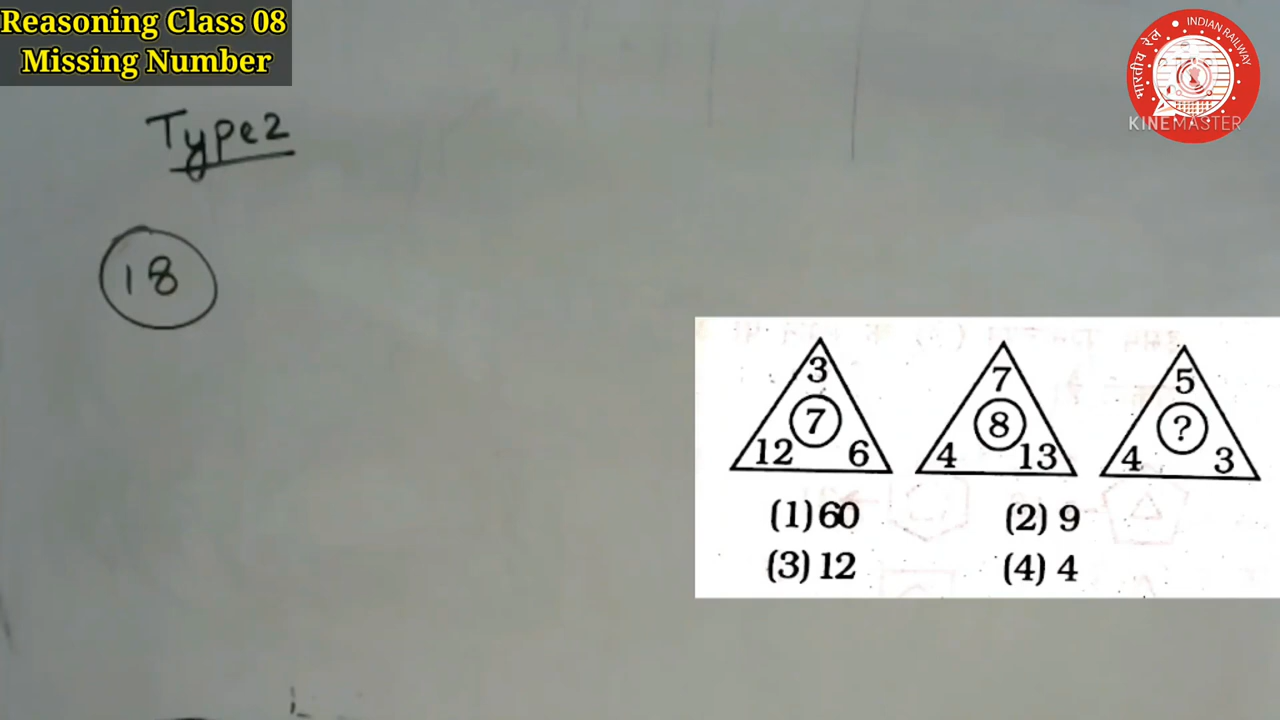 Reasoning Class 08
Missing Number
भारतीय रेल
INDIAN RAILWAY
KINEMASTER
Type2
18
3
7
12 6
7
8
4 13
5
?
4 3
(1) 60 (2) 9
(3) 12 (4) 4